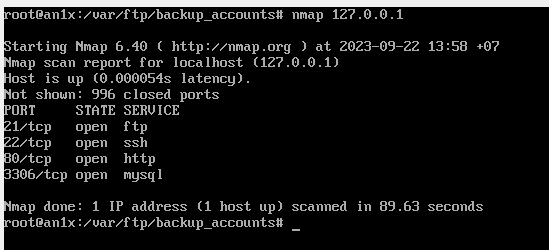 root@an1x:/var/ftp/backup_accounts# nmap 127.0.0.1
Starting Nmap 6.40 ( http://nmap.org ) at 2023-09-22 13:58 +07
Nmap scan report for localhost (127.0.0.1)
Host is up (0.000054s latency).
Not shown: 996 closed ports
PORT     STATE SERVICE
21/tcp   open  ftp
22/tcp   open  ssh
80/tcp   open  http
3306/tcp open  mysql
Nmap done: 1 IP address (1 host up) scanned in 89.63 seconds
root@an1x:/var/ftp/backup_accounts# _